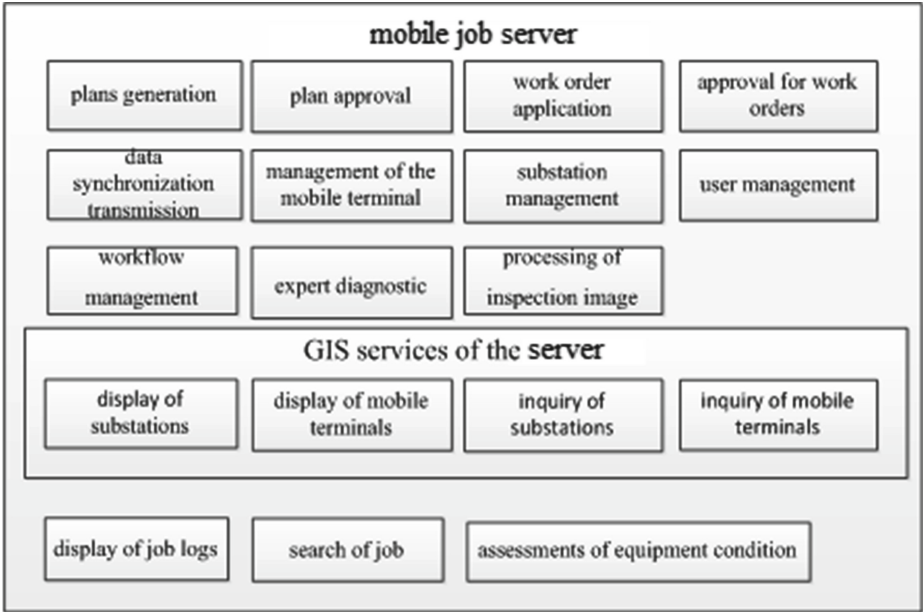 mobile job server
plans generation
plan approval
work order
application
approval for work
orders
data
synchronization
transmission
management of the
mobile terminal
substation
management
user management
workflow
management
expert diagnostic
processing of
inspection image
GIS services of the server
display of
substations
display of mobile
terminals
inquiry of
substations
inquiry of mobile
terminals
display of job logs
search of job
assessments of equipment condition